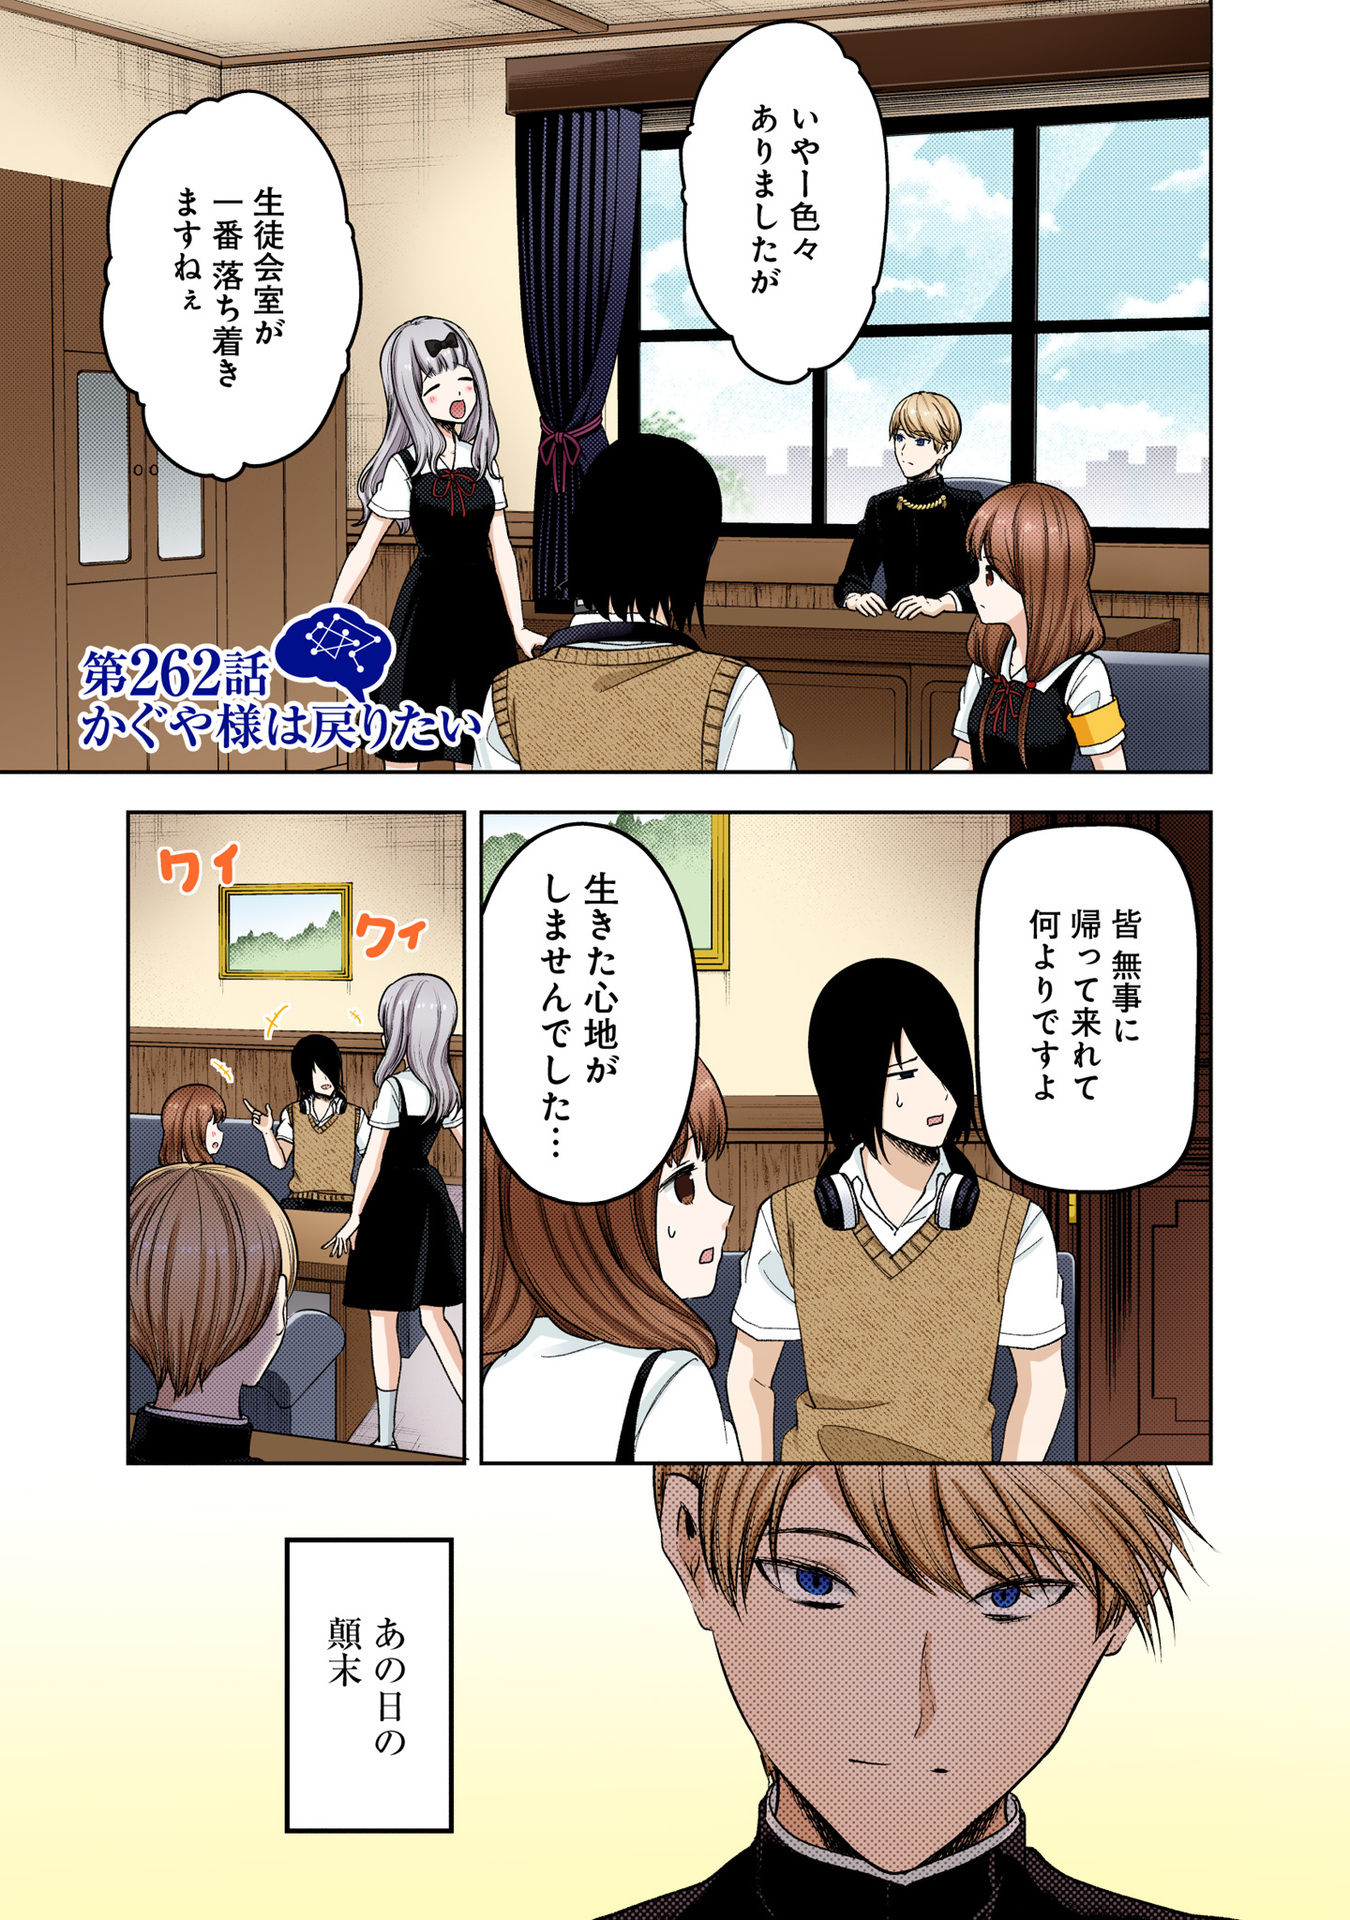 いやー色々
ありましたが
生徒会室が
一番落ち着き
ますねぇ
第262話
かぐや様は戻りたい
皆無事に
帰って来れて
何よりですよ
生きた心地が
しませんでした…
ワイ
ワイ
あの日の
顛末